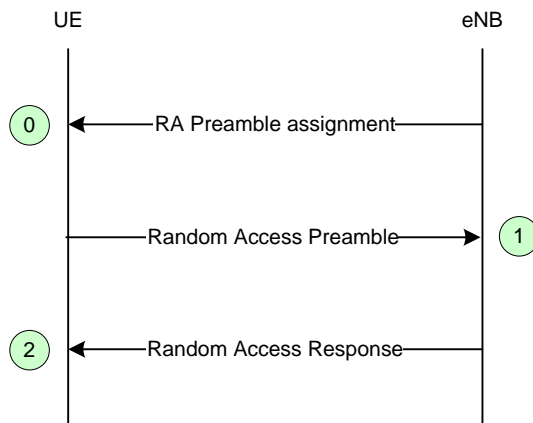 UE
eNB
0
RA Preamble assignment
Random Access Preamble
1
2
Random Access Response